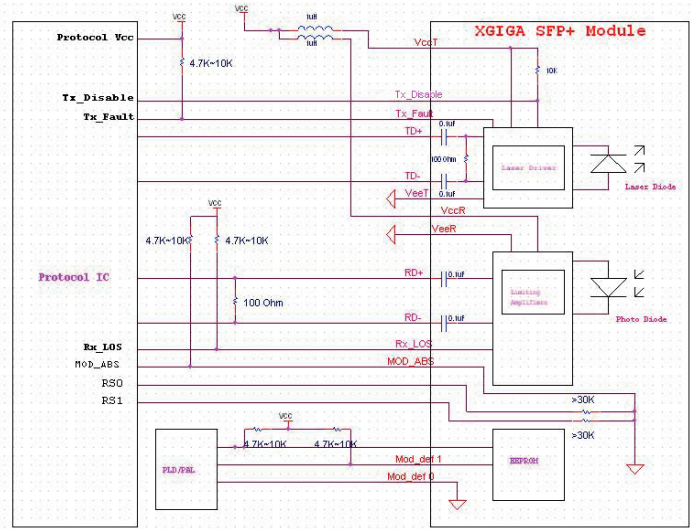 Vcc
Vcc
1uH
XGIGA SFP+ Module
Protocol Vcc
1uH
VccT
4.7K~10K
10K
Tx_Disable
Tx_Disable
Tx_Fault
Tx_Fault
0.1uf
TD+
100 Ohm
Laser Driver
TD-
Laser Diode
VeeT
0.1uf
Vcc
VccR
VeeR
4.7K~10K
4.7K~10K
Protocol IC
RD+
0.1uf
100 Ohm
Limiting
Amplifiers
RD-
0.1uf
Photo Diode
Rx_LOS
Rx_LOS
MOD_ABS
MOD_ABS
RS0
>30K
RS1
Vcc
>30K
4.7K~10K
4.7K~10K
Mod_def 1
EEPROM
PLD/PAL
Mod_def 0